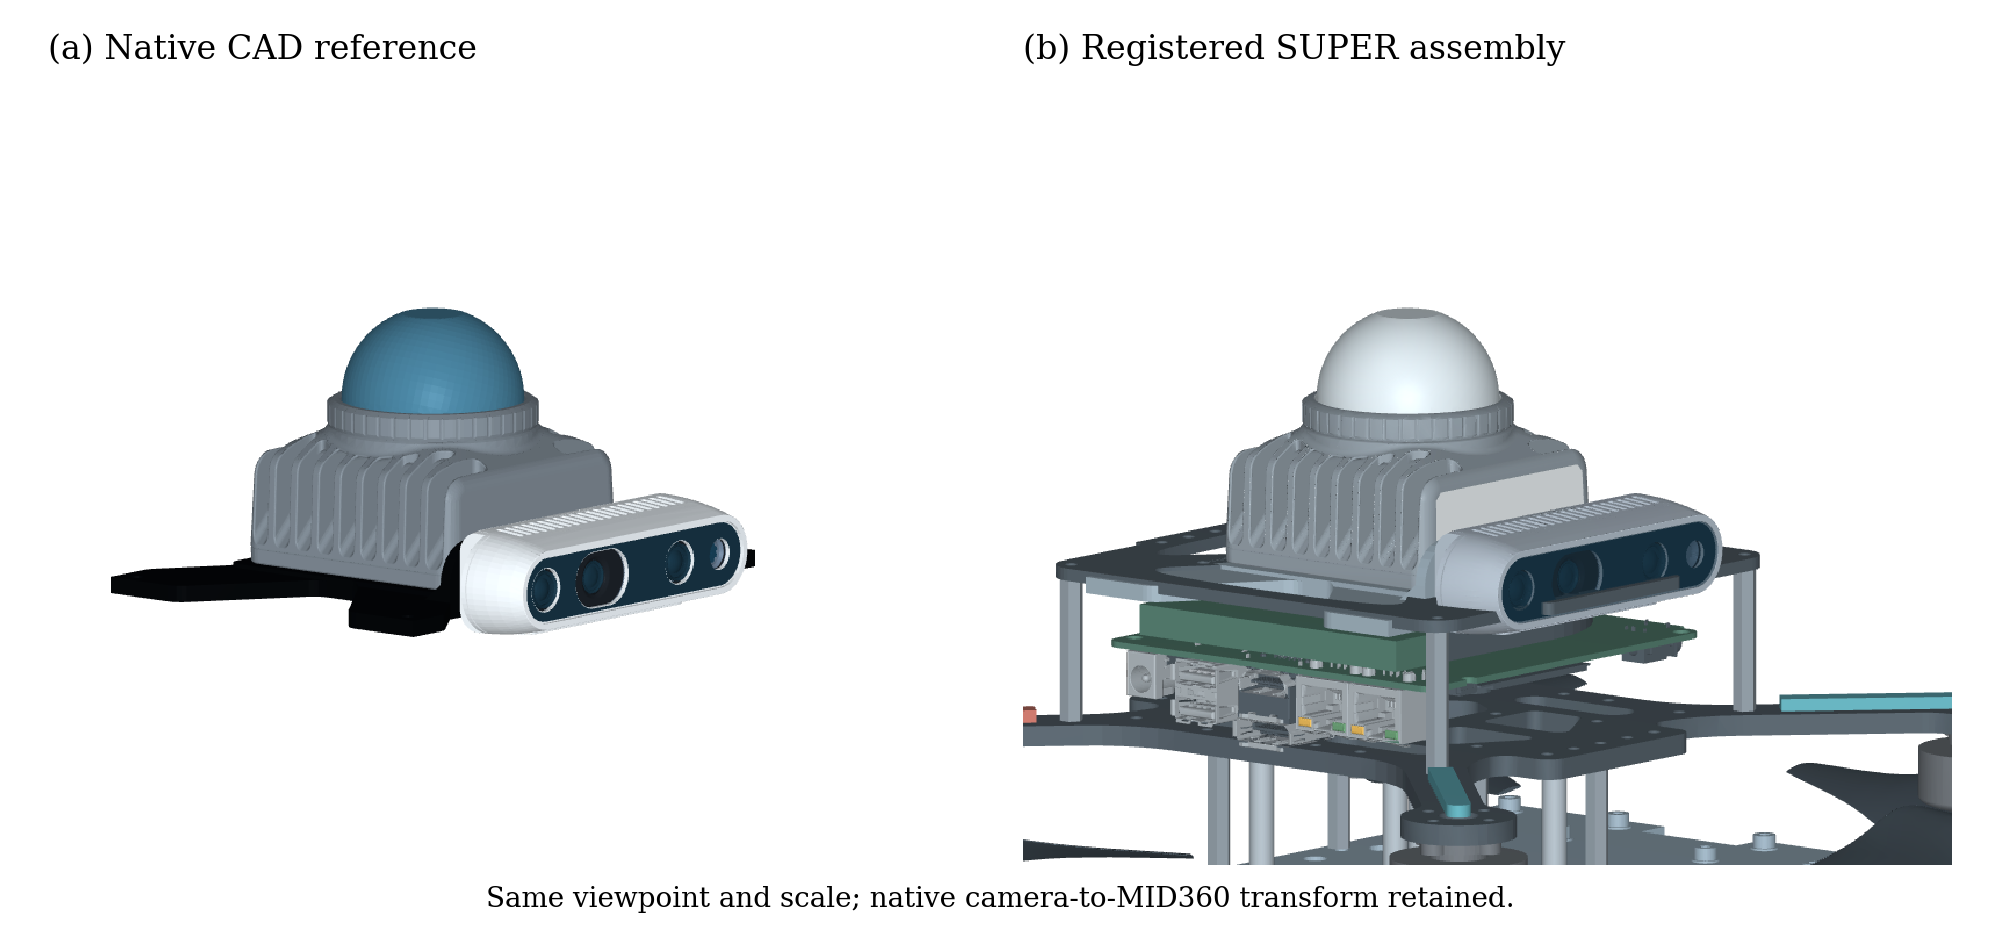 (a) Native CAD reference
(b) Registered SUPER assembly
Same viewpoint and scale; native camera-to-MID360 transform retained.